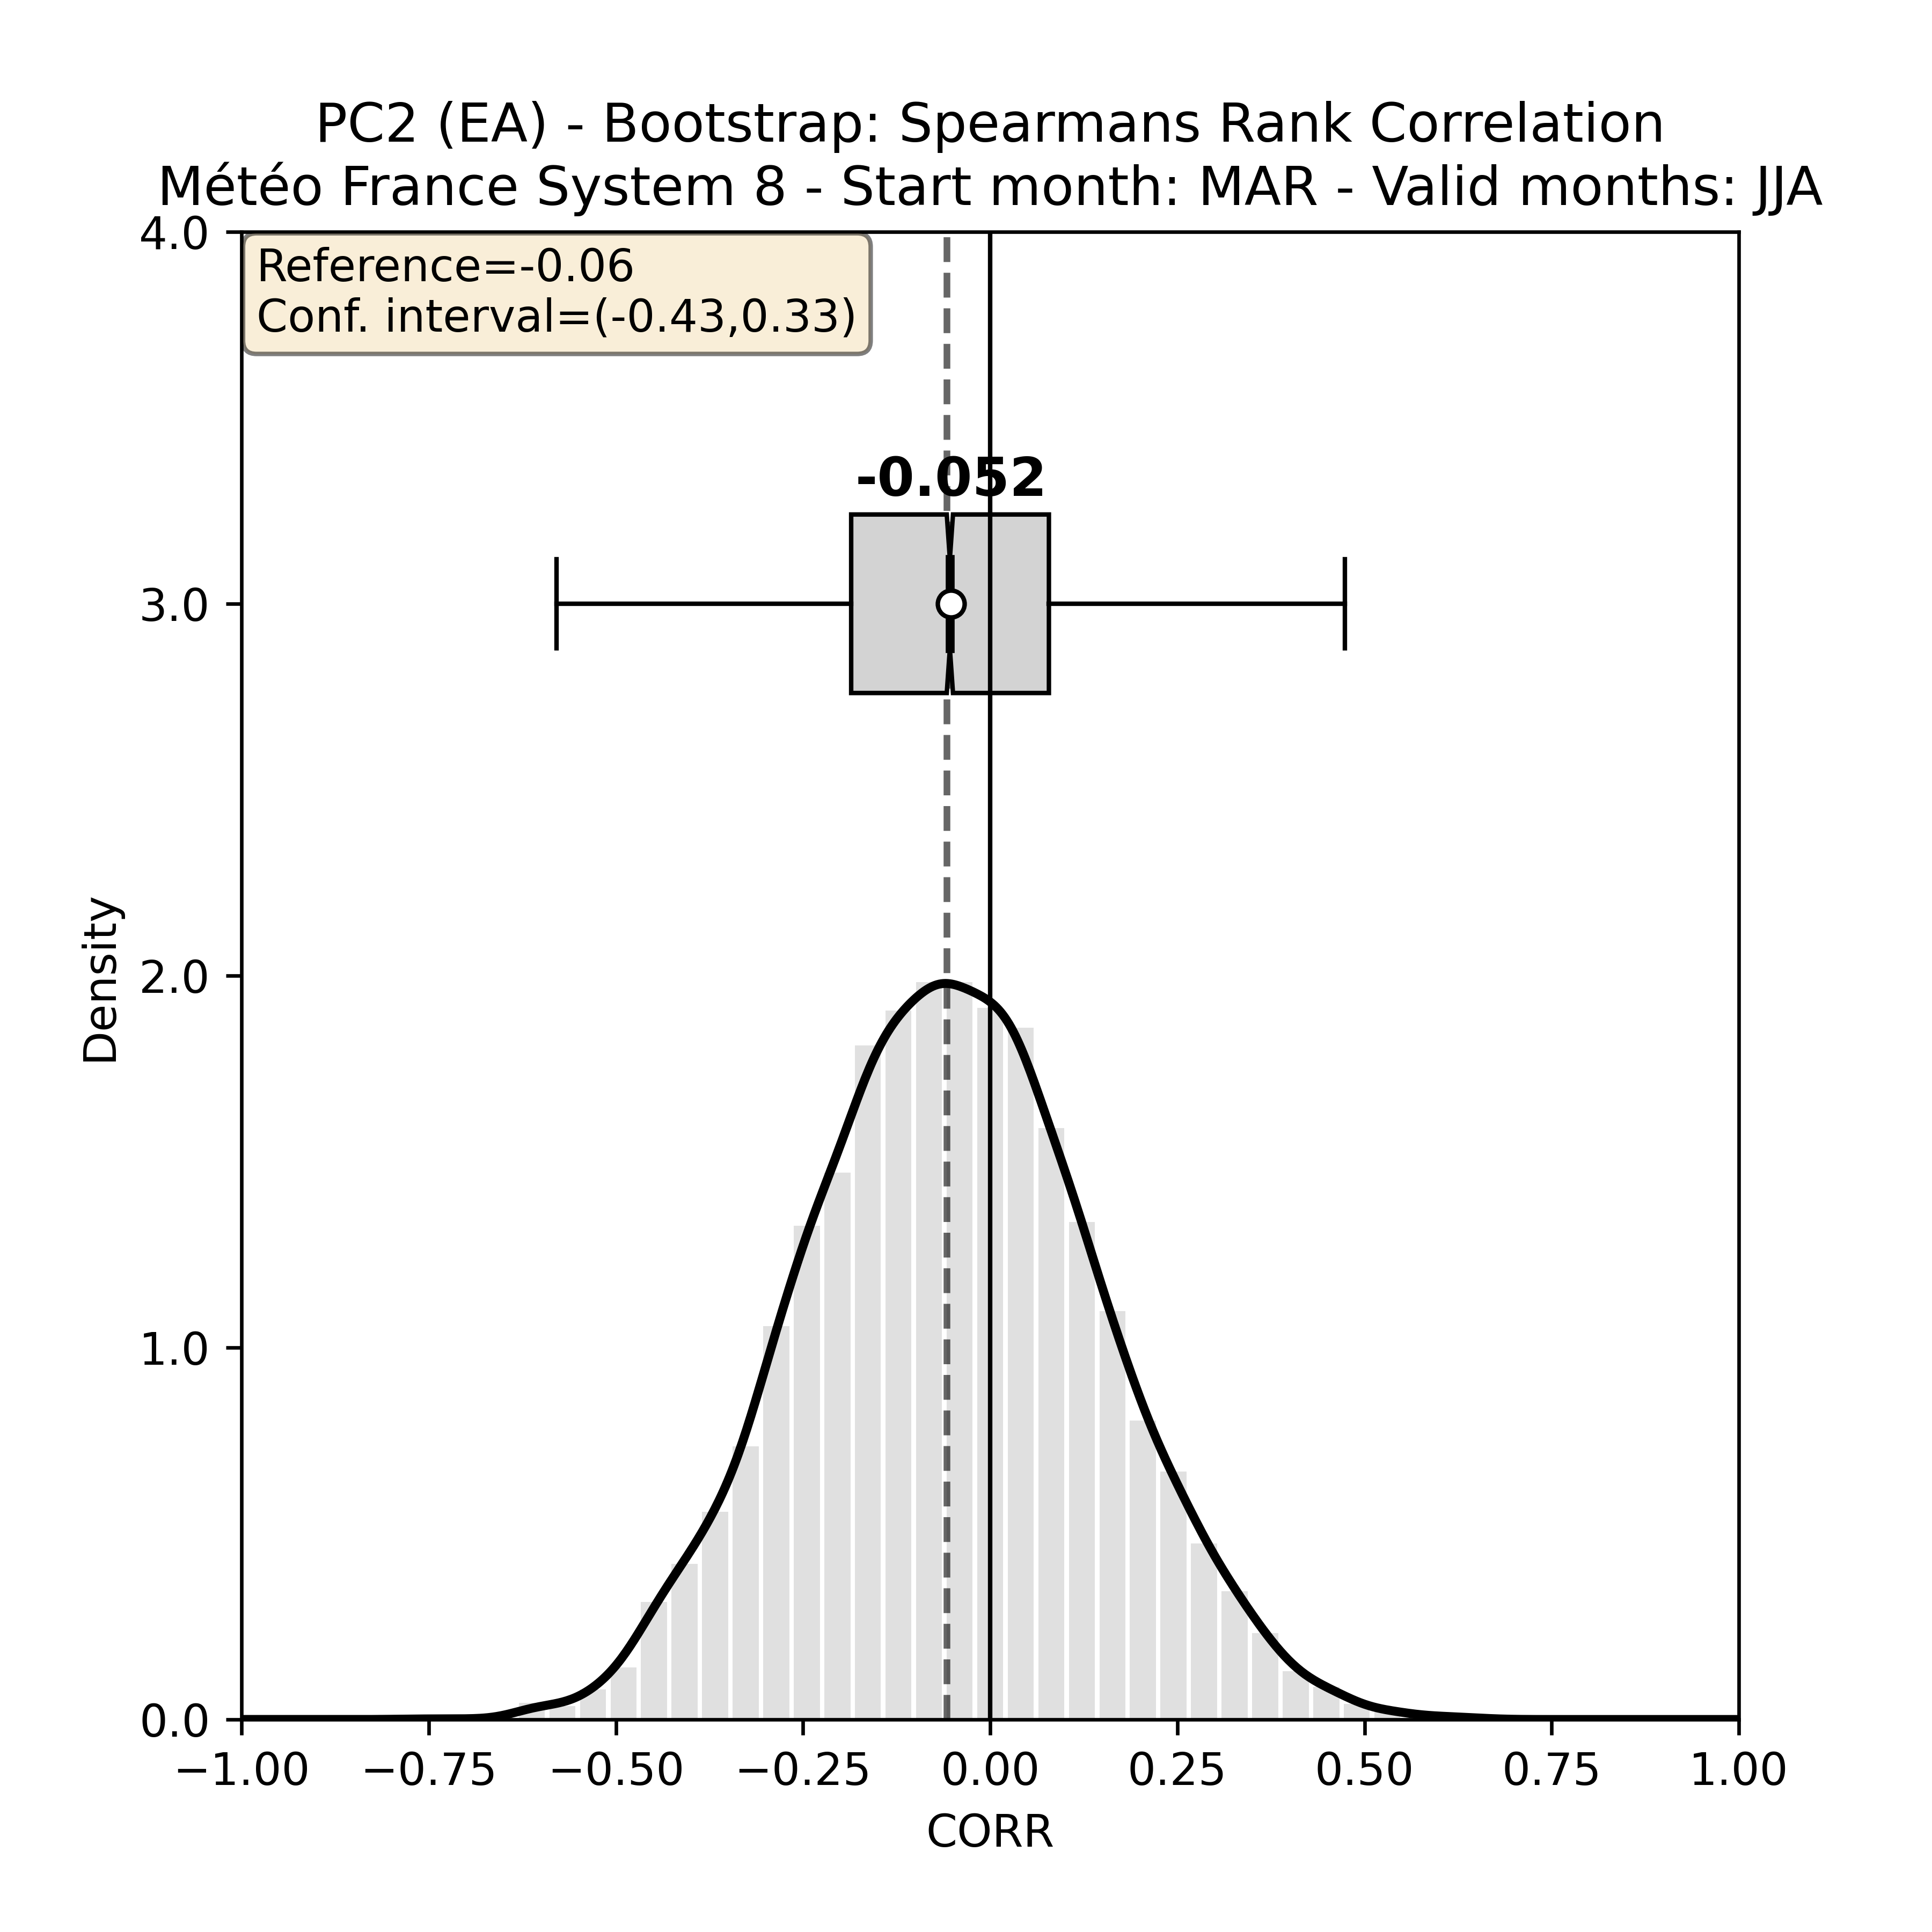 PC2 (EA) - Bootstrap: Spearmans Rank Correlation
Météo France System 8 - Start month: MAR - Valid months: JJA
Reference=-0.06
Conf. interval=(-0.43,0.33)
-0.052
4.0
3.0
2.0
1.0
0.0
Density
−1.00 −0.75 −0.50 −0.25 0.00 0.25 0.50 0.75 1.00
CORR